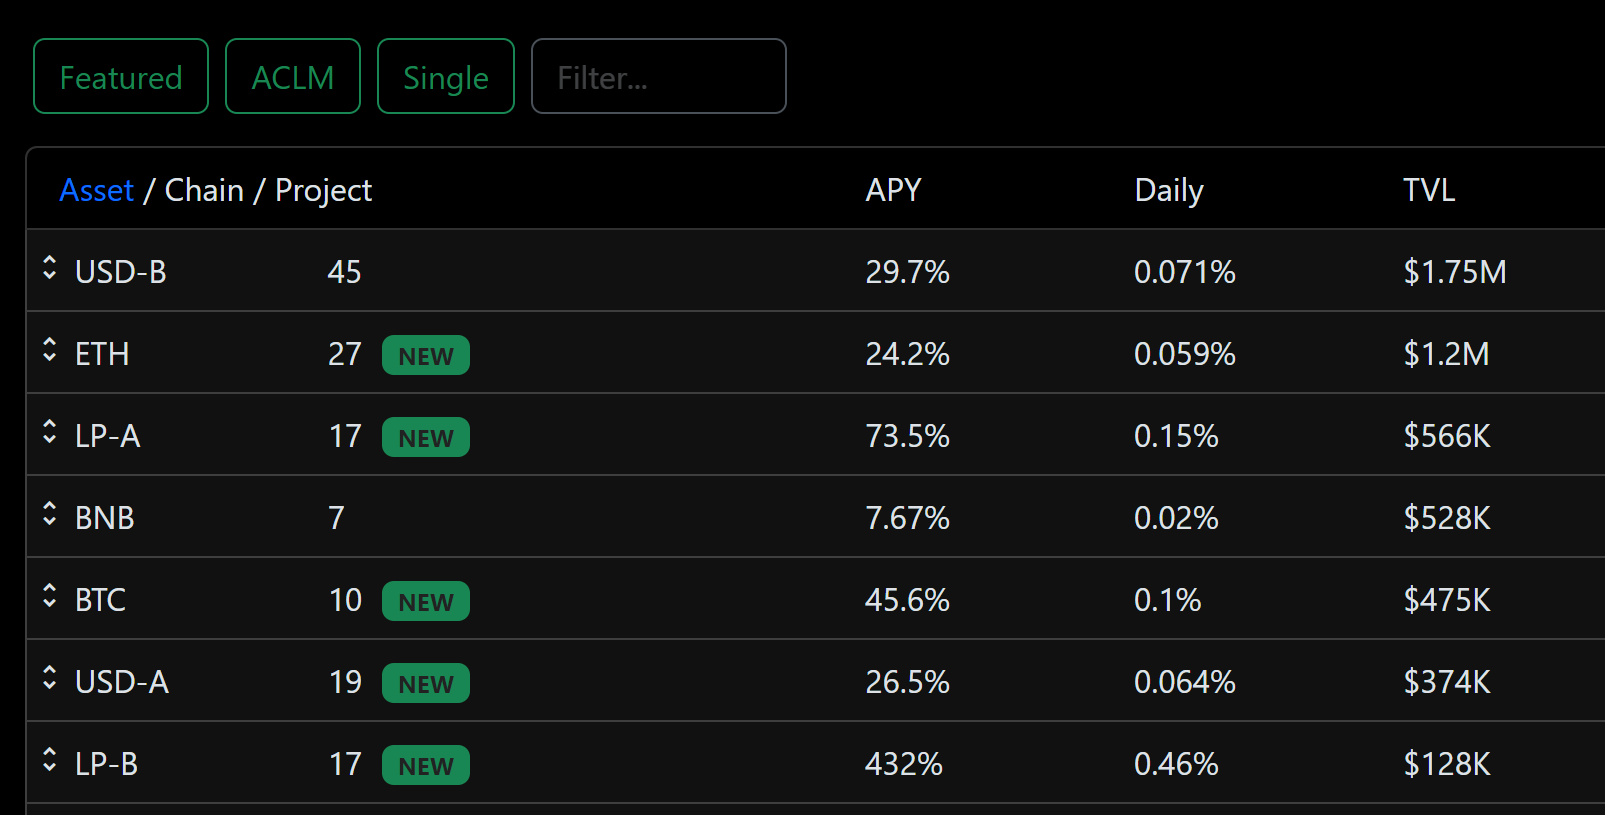 Featured ACLM Single Filter...
Asset / Chain / Project APY Daily TVL
USD-B 45 29.7% 0.071% $1.75M
ETH 27 NEW 24.2% 0.059% $1.2M
LP-A 17 NEW 73.5% 0.15% $566K
BNB 7 7.67% 0.02% $528K
BTC 10 NEW 45.6% 0.1% $475K
USD-A 19 NEW 26.5% 0.064% $374K
LP-B 17 NEW 432% 0.46% $128K